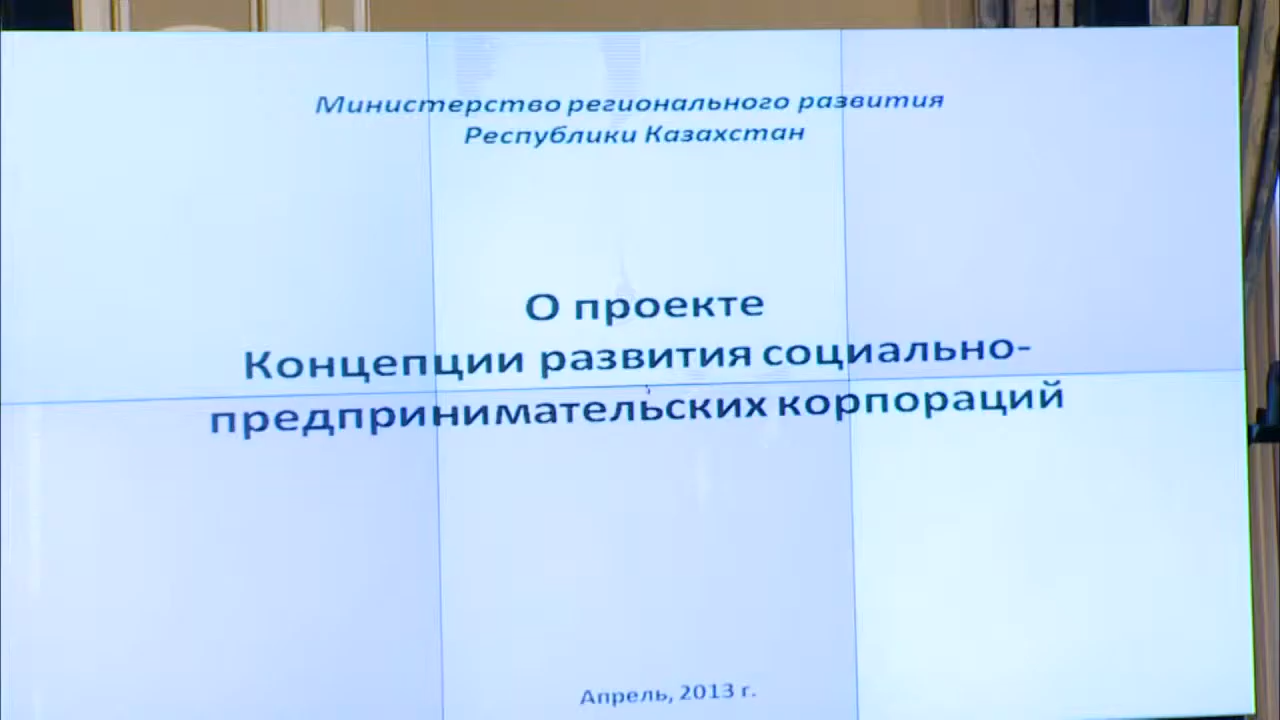 Министерство регионального развития
Республики Казахстан
О проекте
Концепции развития социально-
предпринимательских корпораций
Апрель, 2013 г.